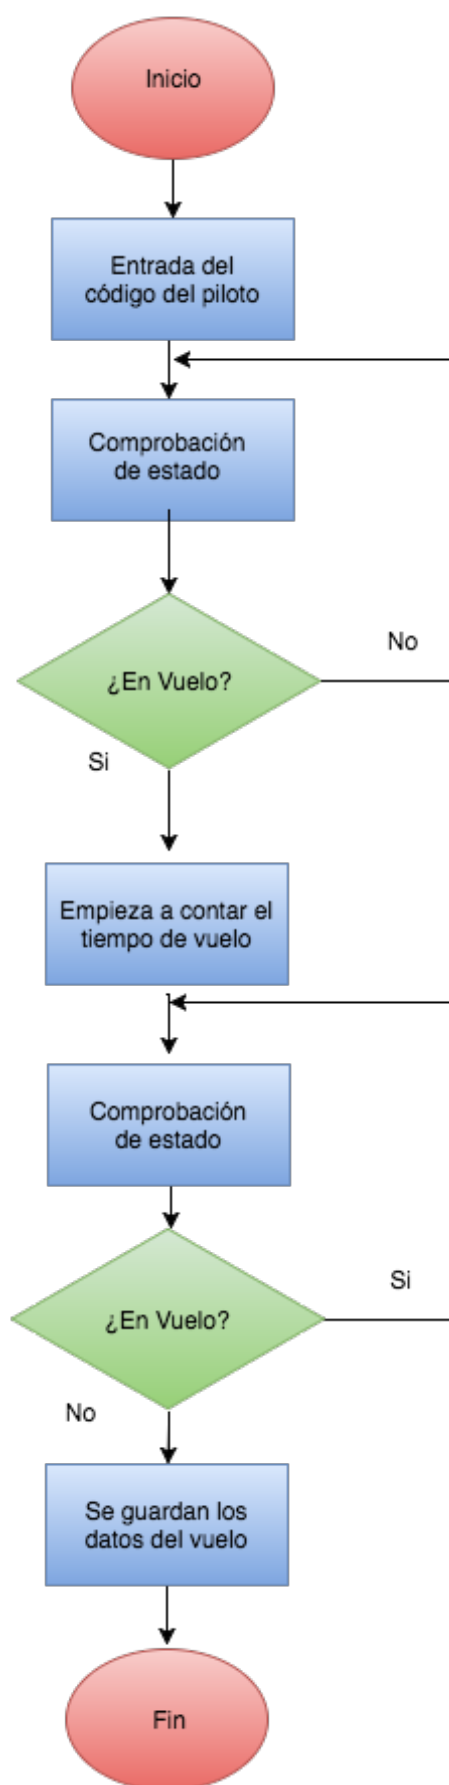 Inicio
Entrada del
código del piloto
Comprobación
de estado
¿En Vuelo?
No
Si
Empieza a contar el
tiempo de vuelo
Comprobación
de estado
¿En Vuelo?
Si
No
Se guardan los
datos del vuelo
Fin